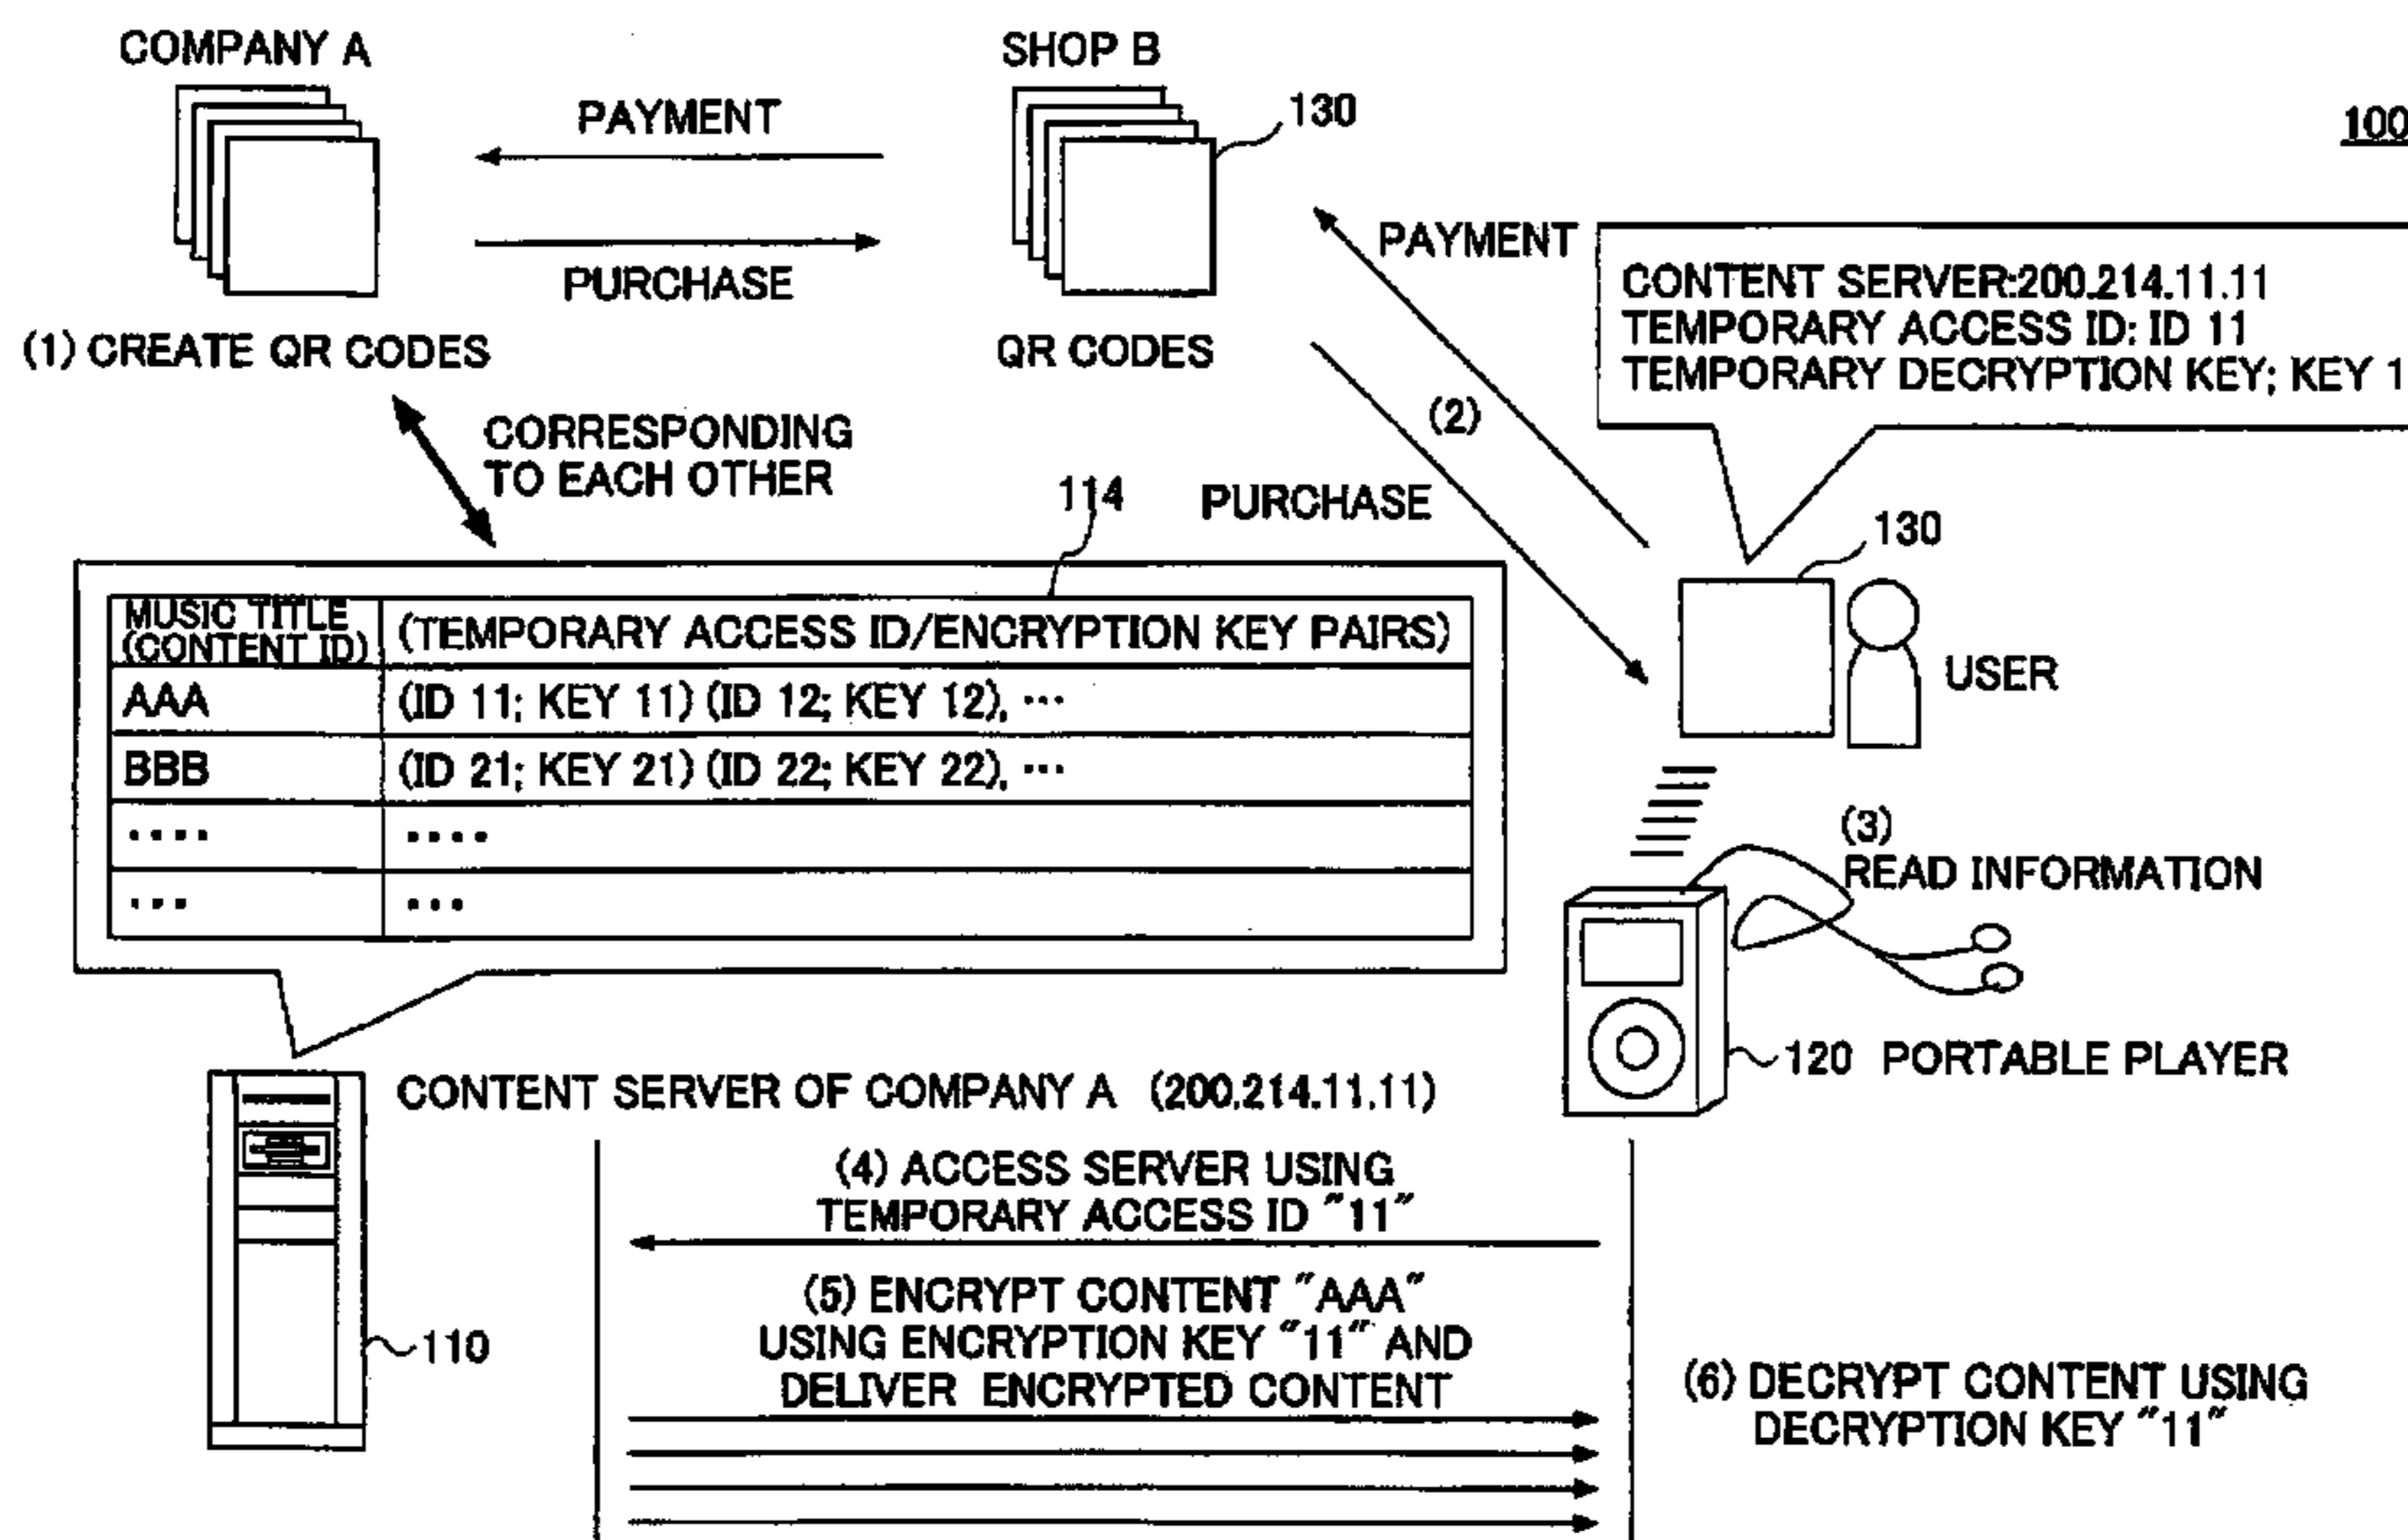 COMPANY A
SHOP B
PAYMENT
130
100
PURCHASE
PAYMENT
CONTENT SERVER:200.214.11.11
TEMPORARY ACCESS ID: ID 11
TEMPORARY DECRYPTION KEY; KEY 1
(1) CREATE QR CODES
QR CODES
(2)
CORRESPONDING
TO EACH OTHER
114
PURCHASE
130
MUSIC TITLE
(CONTENT ID)
(TEMPORARY ACCESS ID/ENCRYPTION KEY PAIRS)
AAA
(ID 11; KEY 11) (ID 12; KEY 12), ···
BBB
(ID 21; KEY 21) (ID 22; KEY 22), ···
····
····
···
···
USER
(3)
READ INFORMATION
120 PORTABLE PLAYER
CONTENT SERVER OF COMPANY A (200.214.11.11)
(4) ACCESS SERVER USING
TEMPORARY ACCESS ID "11"
(5) ENCRYPT CONTENT "AAA"
USING ENCRYPTION KEY "11" AND
DELIVER ENCRYPTED CONTENT
110
(6) DECRYPT CONTENT USING
DECRYPTION KEY "11"